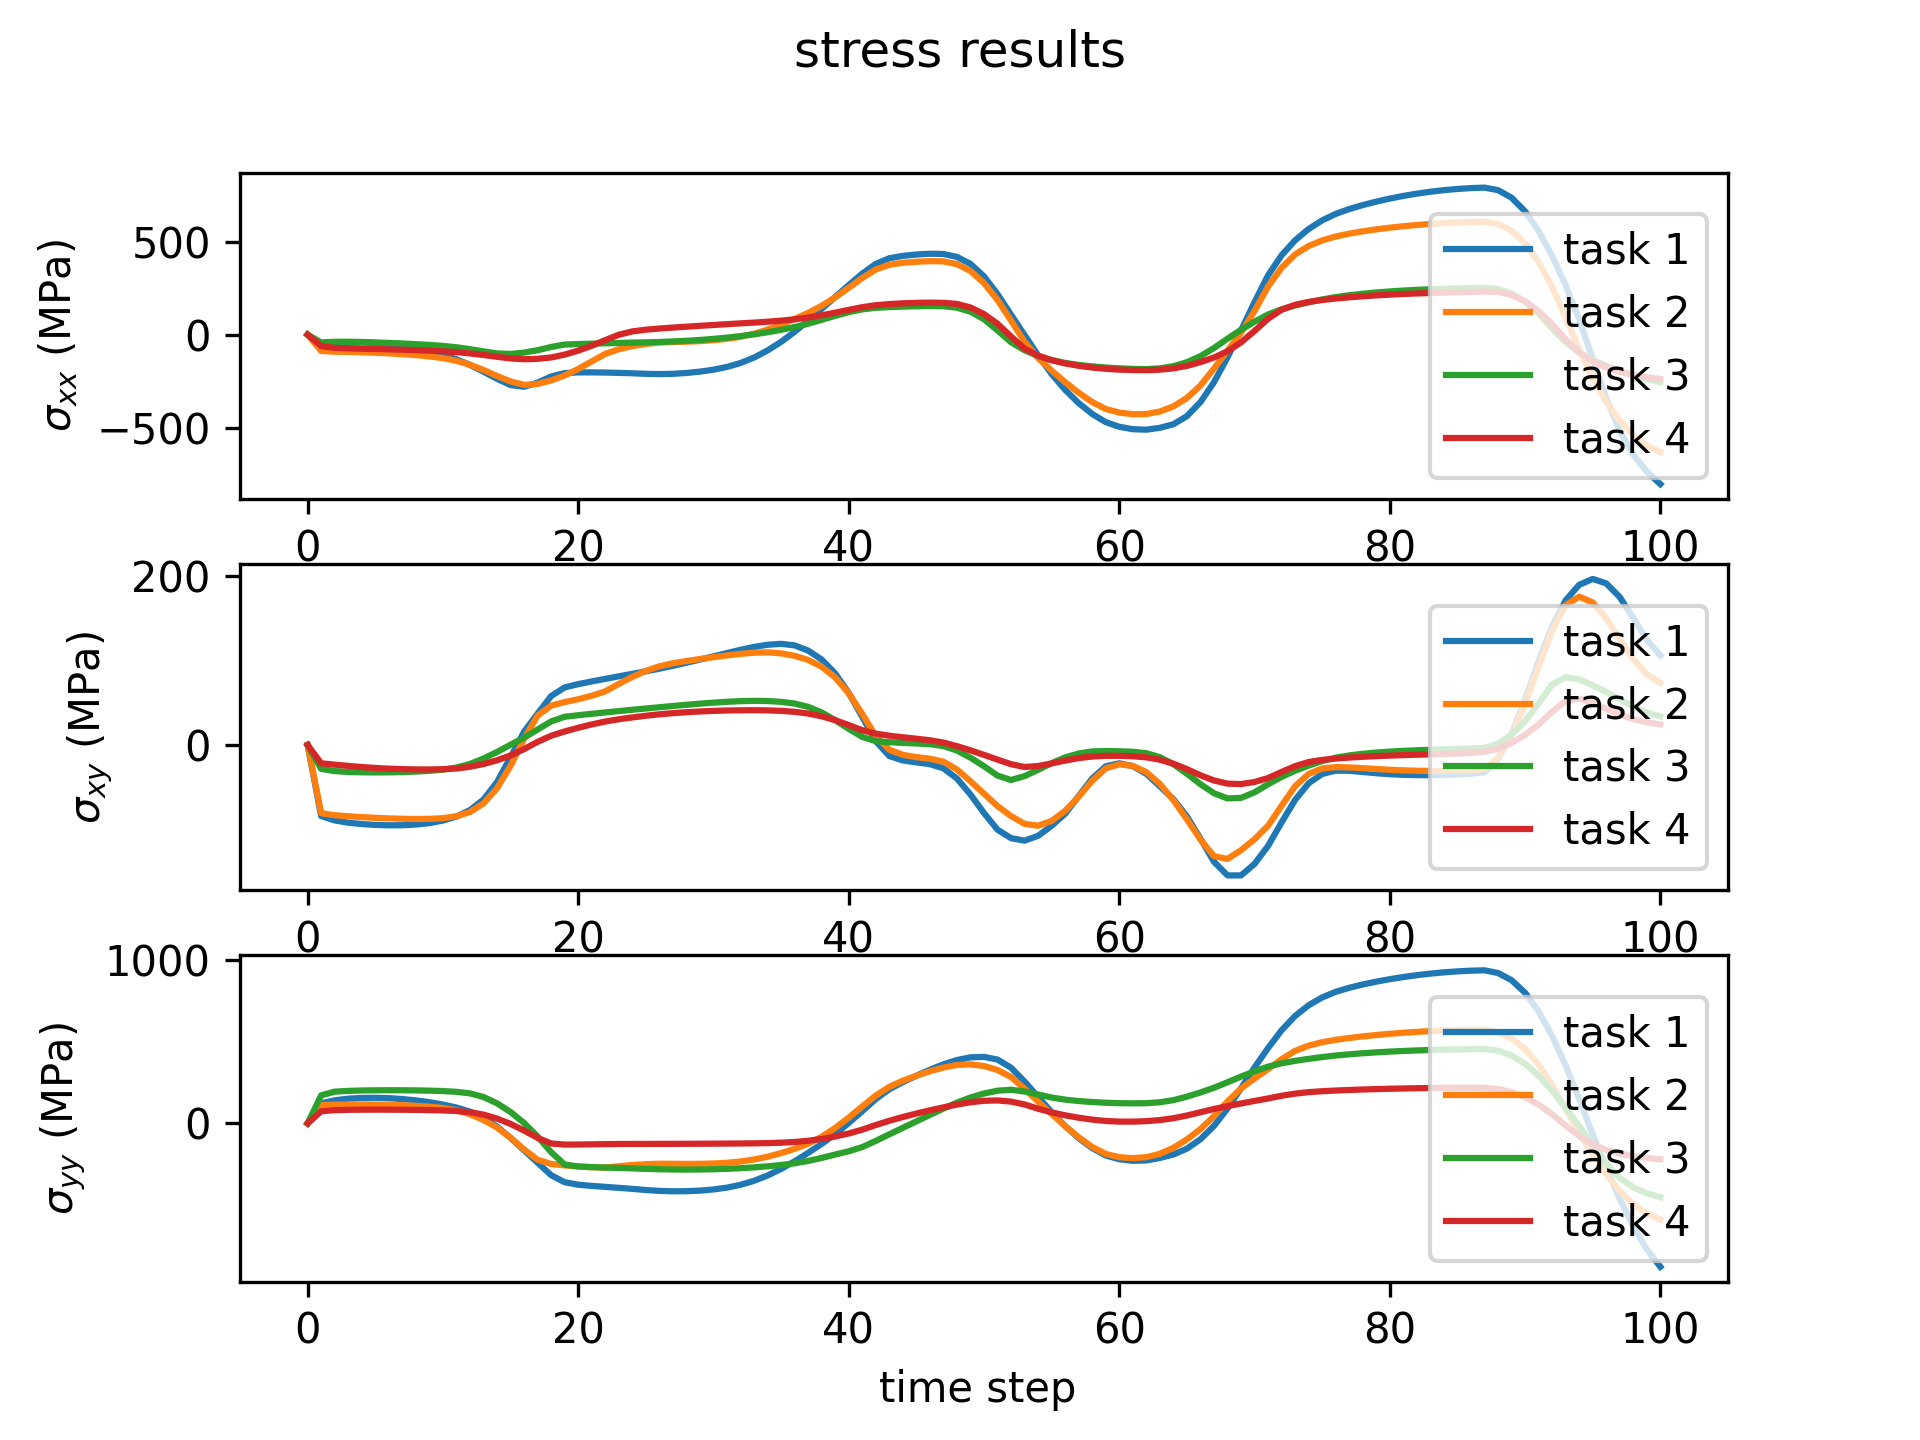 stress results
σxx (MPa)
500
0
−500
task 1
task 2
task 3
task 4
0 20 40 60 80 100
σxy (MPa)
200
0
task 1
task 2
task 3
task 4
0 20 40 60 80 100
σyy (MPa)
1000
0
task 1
task 2
task 3
task 4
0 20 40 60 80 100
time step